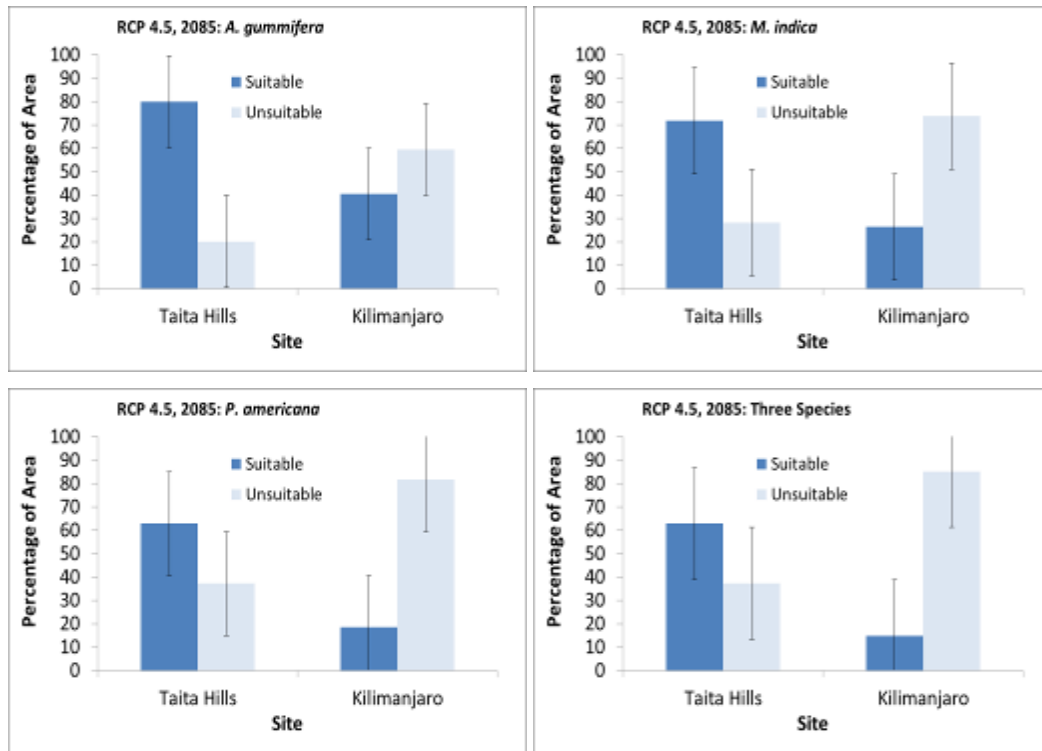 RCP 4.5, 2085: A. gummifera
Percentage of Area
100
90
80
70
60
50
40
30
20
10
0
Suitable
Unsuitable
Taita Hills Kilimanjaro
Site
RCP 4.5, 2085: M. indica
Percentage of Area
100
90
80
70
60
50
40
30
20
10
0
Suitable
Unsuitable
Taita Hills Kilimanjaro
Site
RCP 4.5, 2085: P. americana
Percentage of Area
100
90
80
70
60
50
40
30
20
10
0
Suitable
Unsuitable
Taita Hills Kilimanjaro
Site
RCP 4.5, 2085: Three Species
Percentage of Area
100
90
80
70
60
50
40
30
20
10
0
Suitable
Unsuitable
Taita Hills Kilimanjaro
Site